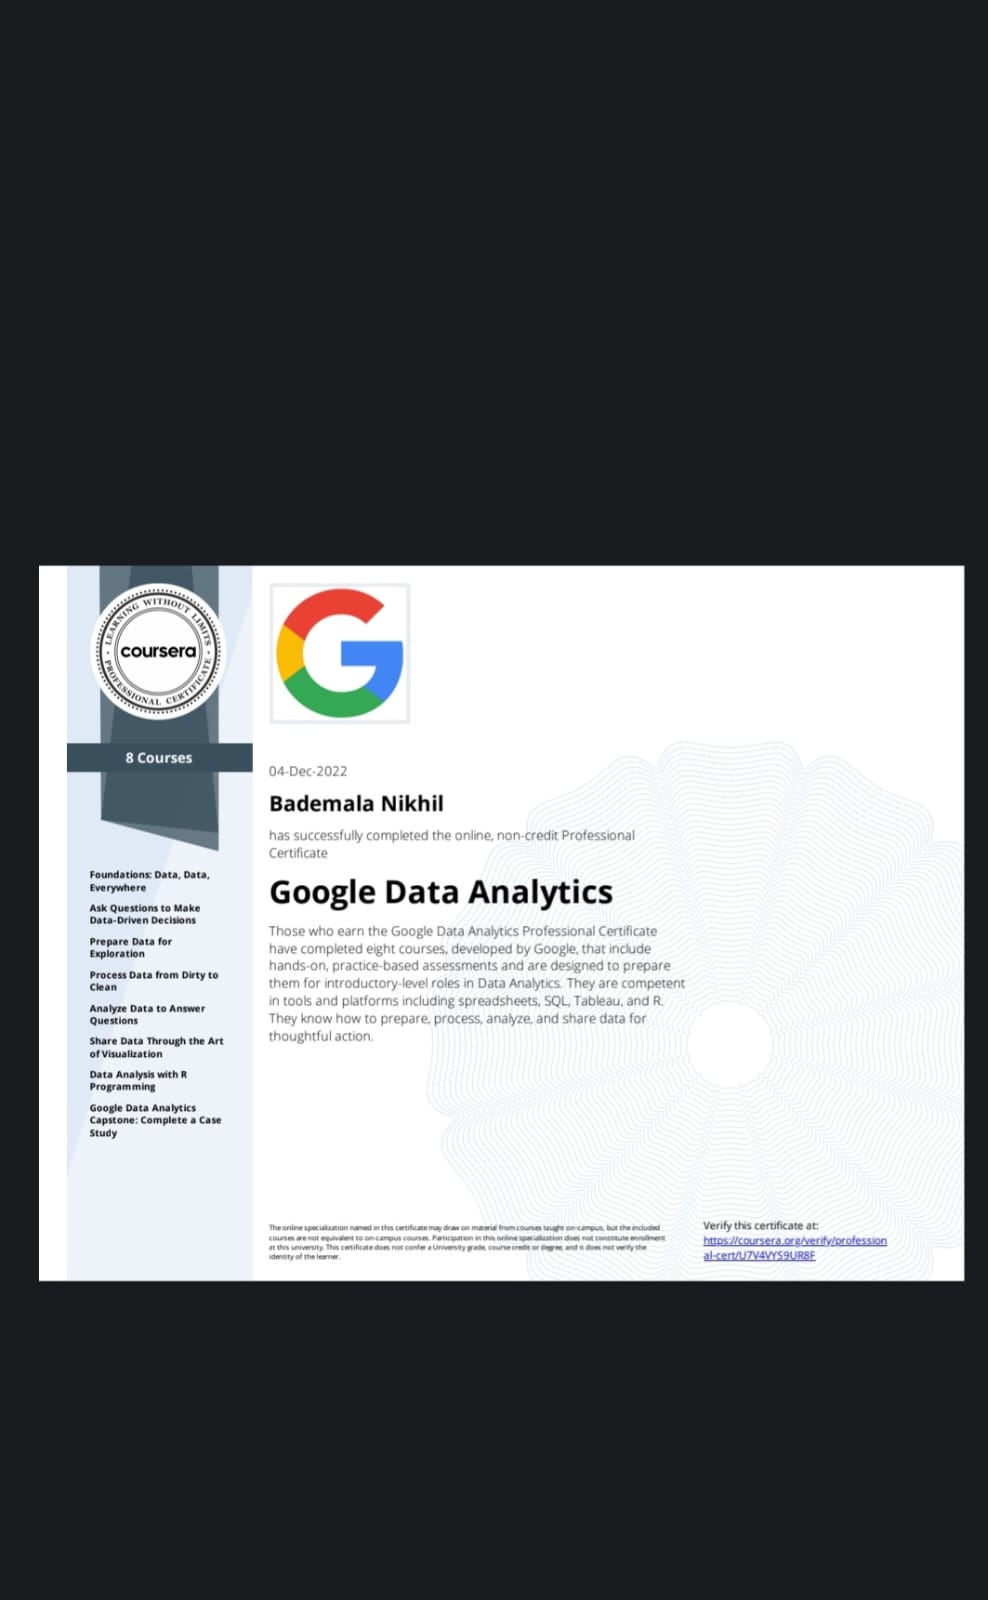 LEARNING WITHOUT LIMITS
coursera
PROFESSIONAL CERTIFICATE
8 Courses
Foundations: Data, Data,
Everywhere
Ask Questions to Make
Data-Driven Decisions
Prepare Data for
Exploration
Process Data from Dirty to
Clean
Analyze Data to Answer
Questions
Share Data Through the Art
of Visualization
Data Analysis with R
Programming
Google Data Analytics
Capstone: Complete a Case
Study
04-Dec-2022
Bademala Nikhil
has successfully completed the online, non-credit Professional
Certificate
Google Data Analytics
Those who earn the Google Data Analytics Professional Certificate
have completed eight courses, developed by Google, that include
hands-on, practice-based assessments and are designed to prepare
them for introductory-level roles in Data Analytics. They are competent
in tools and platforms including spreadsheets, SQL, Tableau, and R.
They know how to prepare, process, analyze, and share data for
thoughtful action.
The online specialization named in this certificate may draw on material from courses taught on-campus, but the included
courses are not equivalent to on-campus courses. Participation in this online specialization does not constitute enrollment
at this university. This certificate does not confer a University grade, course credit or degree, and it does not verify the
identity of the learner.
Verify this certificate at:
https://coursera.org/verify/profession
al-cert/U7V4VYS9UR8F